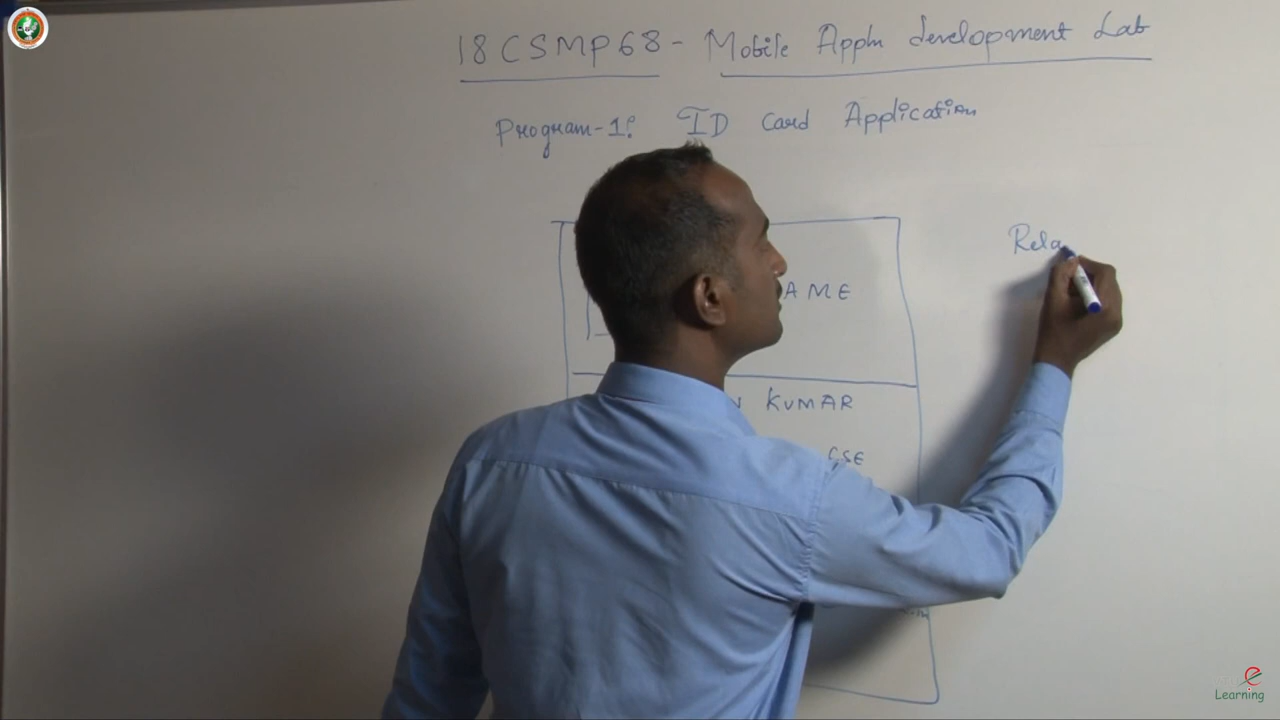 18CSMP68 - Mobile Appln development Lab
Program-1: ID Card Application
Rela
AME
KUMAR
CSE
e
Learning